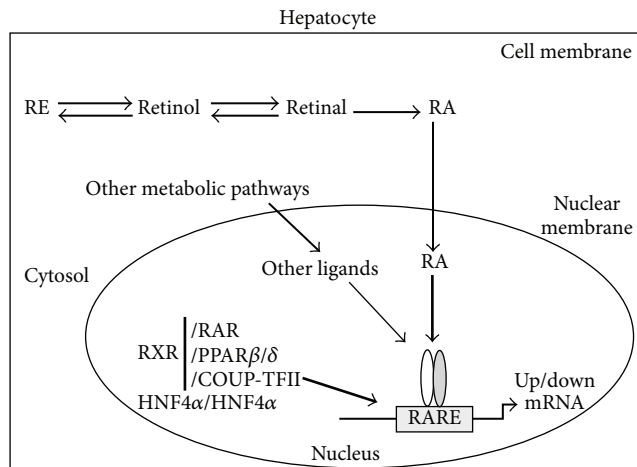 Hepatocyte
Cell membrane
RE Retinol Retinal RA
Other metabolic pathways
Nuclear
membrane
Cytosol
Other ligands
RA
RXR
/RAR
/PPARβ/δ
/COUP-TFII
HNF4α/HNF4α
RARE
Up/down
mRNA
Nucleus